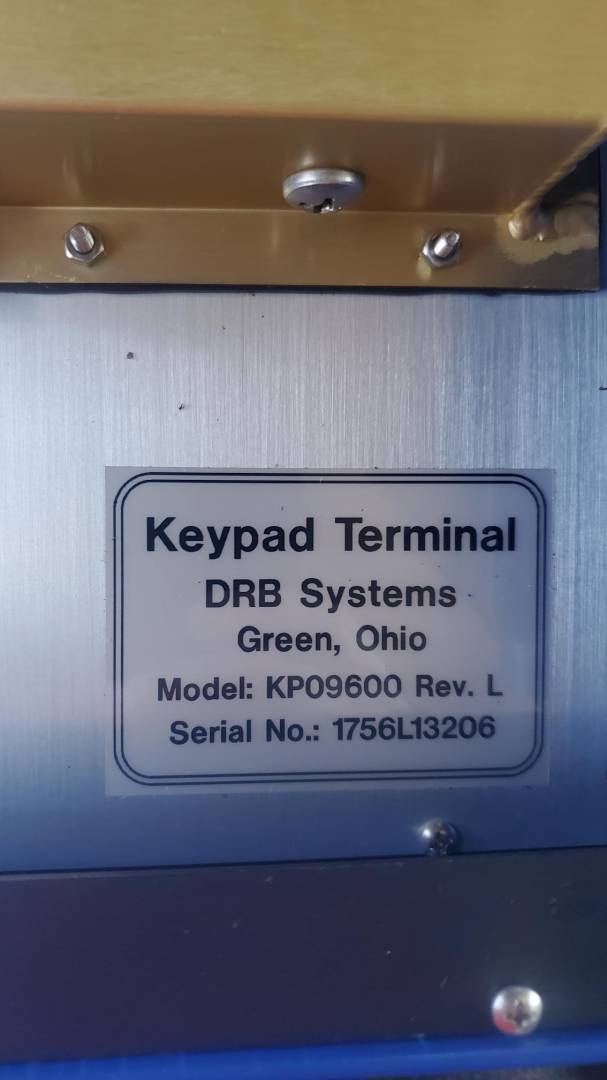 Keypad Terminal
DRB Systems
Green, Ohio
Model: KP09600 Rev. L
Serial No.: 1756L13206